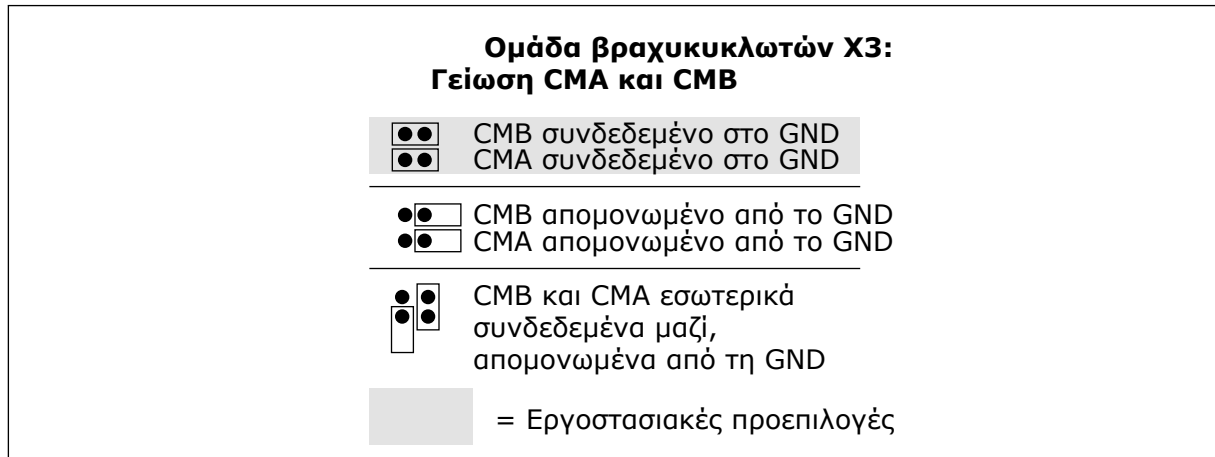 Ομάδα βραχυκυκλωτών X3:
Γείωση CMA και CMB
CMB συνδεδεμένο στο GND
CMA συνδεδεμένο στο GND
CMB απομονωμένο από το GND
CMA απομονωμένο από το GND
CMB και CMA εσωτερικά
συνδεδεμένα μαζί,
απομονωμένα από τη GND
= Εργοστασιακές προεπιλογές